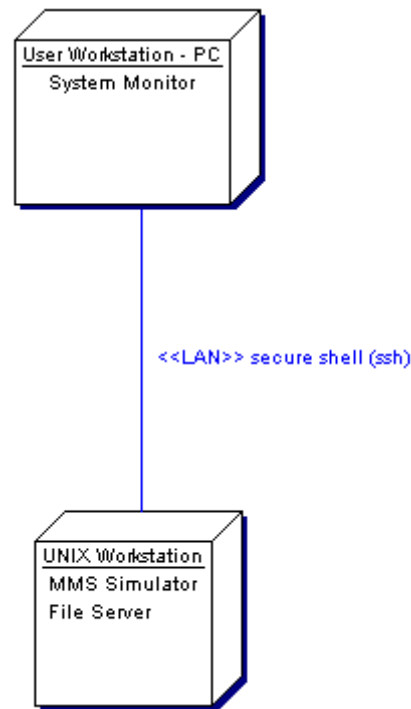 User Workstation - PC
System Monitor
<<LAN>> secure shell (ssh)
UNIX Workstation
MMS Simulator
File Server